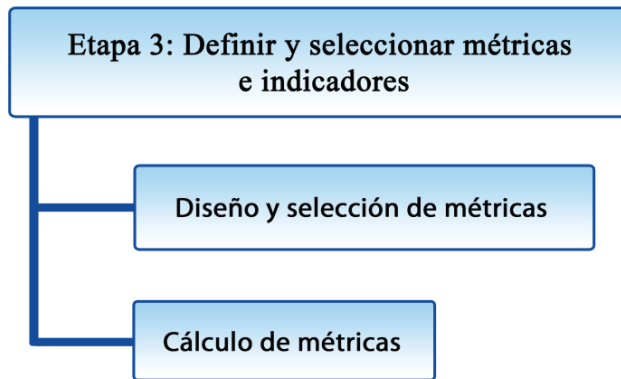 Etapa 3: Definir y seleccionar métricas
e indicadores
Diseño y selección de métricas
Cálculo de métricas